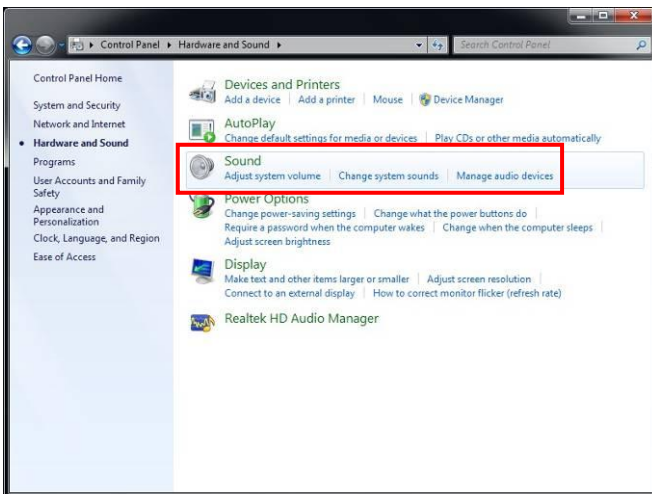 Control Panel ▸ Hardware and Sound ▸
Search Control Panel
Control Panel Home
System and Security
Network and Internet
Hardware and Sound
Programs
User Accounts and Family
Safety
Appearance and
Personalization
Clock, Language, and Region
Ease of Access
Devices and Printers
Add a device | Add a printer | Mouse | Device Manager
AutoPlay
Change default settings for media or devices | Play CDs or other media automatically
Sound
Adjust system volume | Change system sounds | Manage audio devices
Power Options
Change power-saving settings | Change what the power buttons do |
Require a password when the computer wakes | Change when the computer sleeps |
Adjust screen brightness
Display
Make text and other items larger or smaller | Adjust screen resolution |
Connect to an external display | How to correct monitor flicker (refresh rate)
Realtek HD Audio Manager